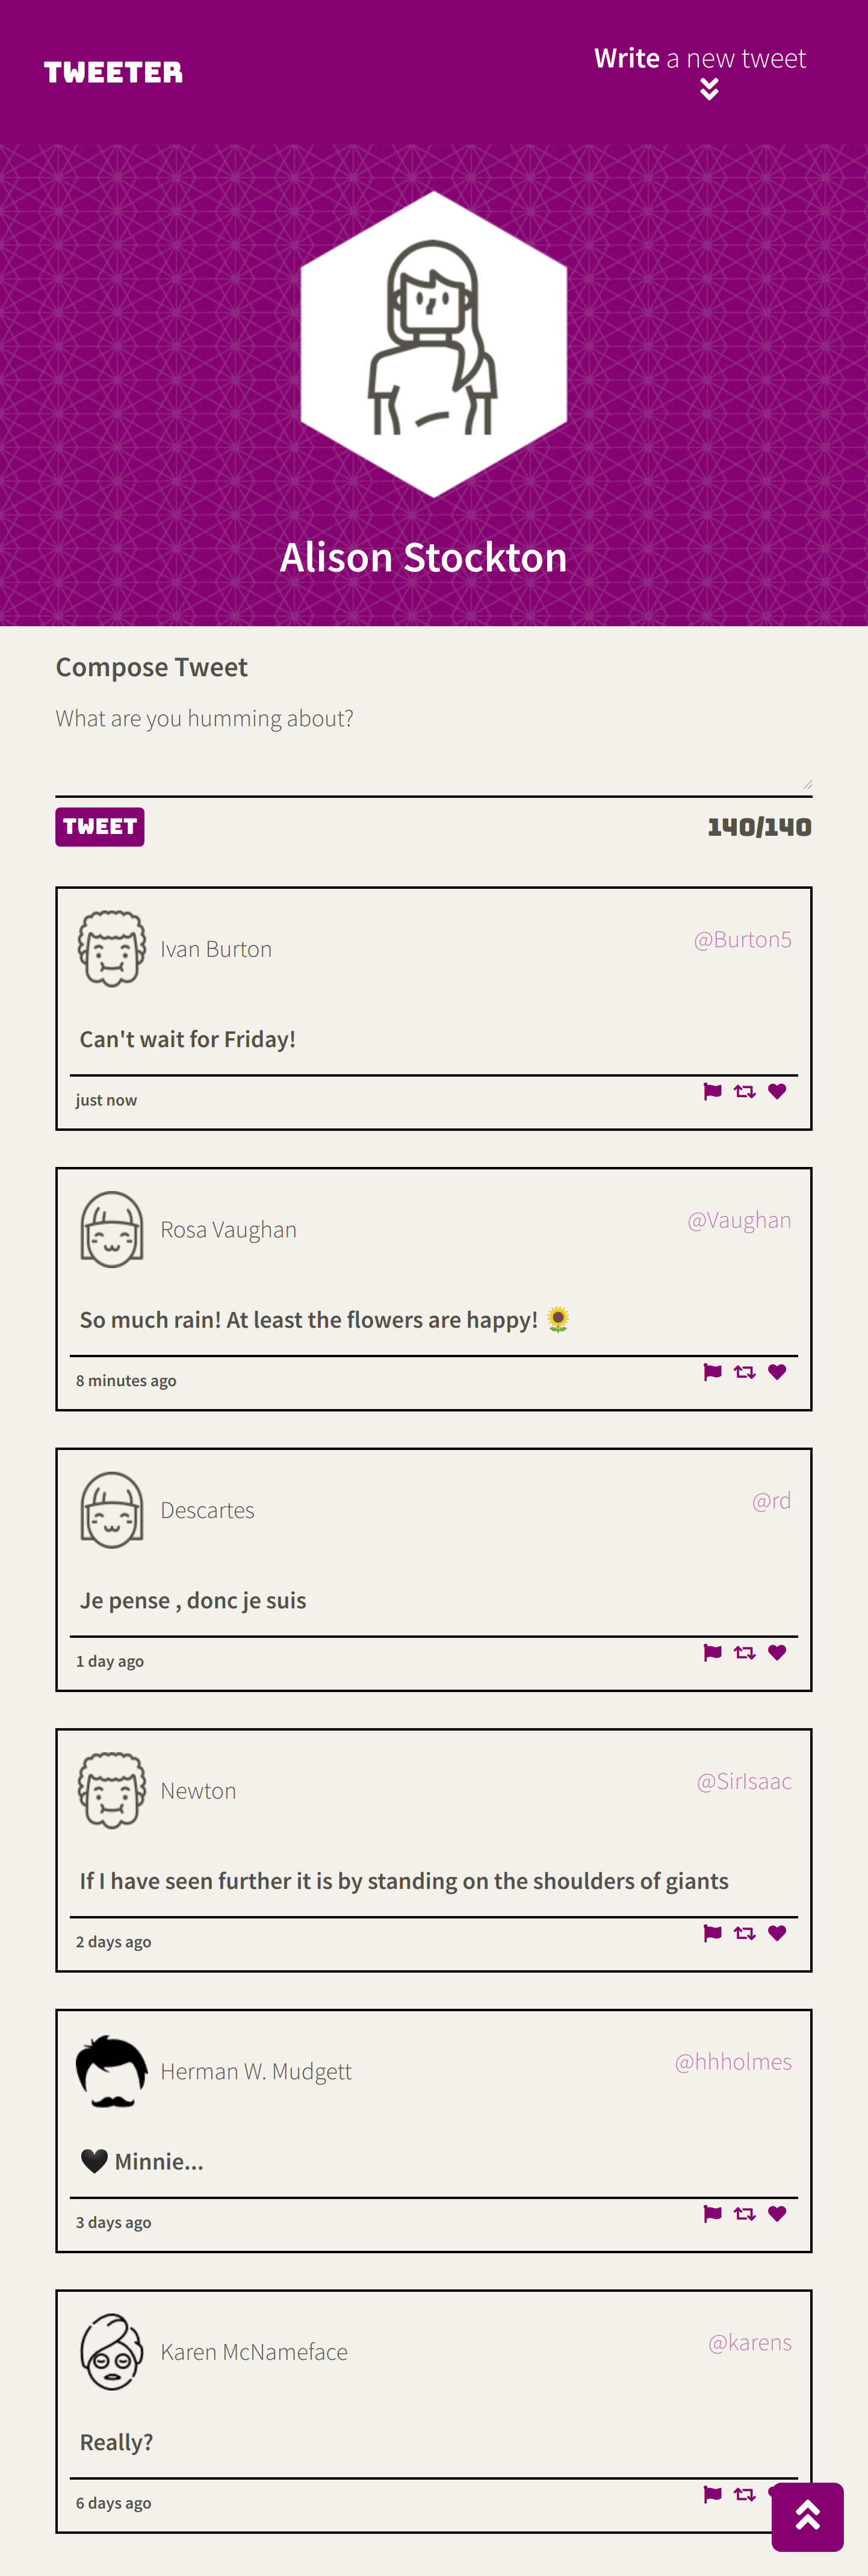 TWEETER
Write a new tweet
Alison Stockton
Compose Tweet
What are you humming about?
TWEET
140/140
Ivan Burton
@Burton5
Can't wait for Friday!
just now
Rosa Vaughan
@Vaughan
So much rain! At least the flowers are happy! 🌻
8 minutes ago
Descartes
@rd
Je pense , donc je suis
1 day ago
Newton
@SirIsaac
If I have seen further it is by standing on the shoulders of giants
2 days ago
Herman W. Mudgett
@hhholmes
🖤 Minnie...
3 days ago
Karen McNameface
@karens
Really?
6 days ago